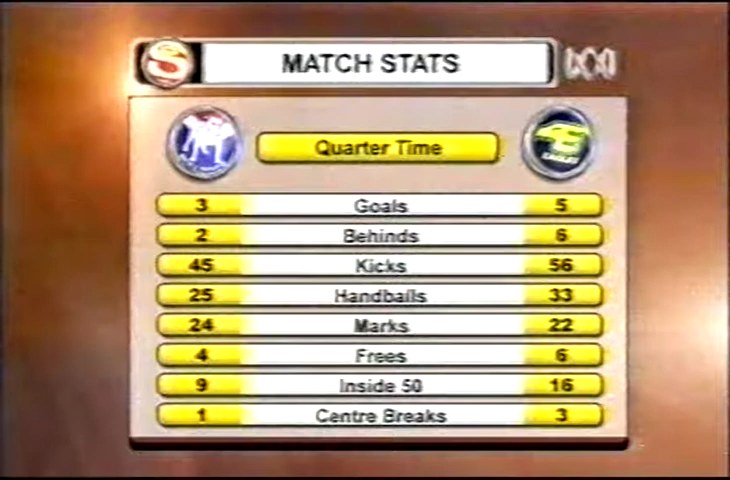 S MATCH STATS
Quarter Time
EAGLES
3 Goals 5
2 Behinds 6
45 Kicks 56
25 Handballs 33
24 Marks 22
4 Frees 6
9 Inside 50 16
1 Centre Breaks 3